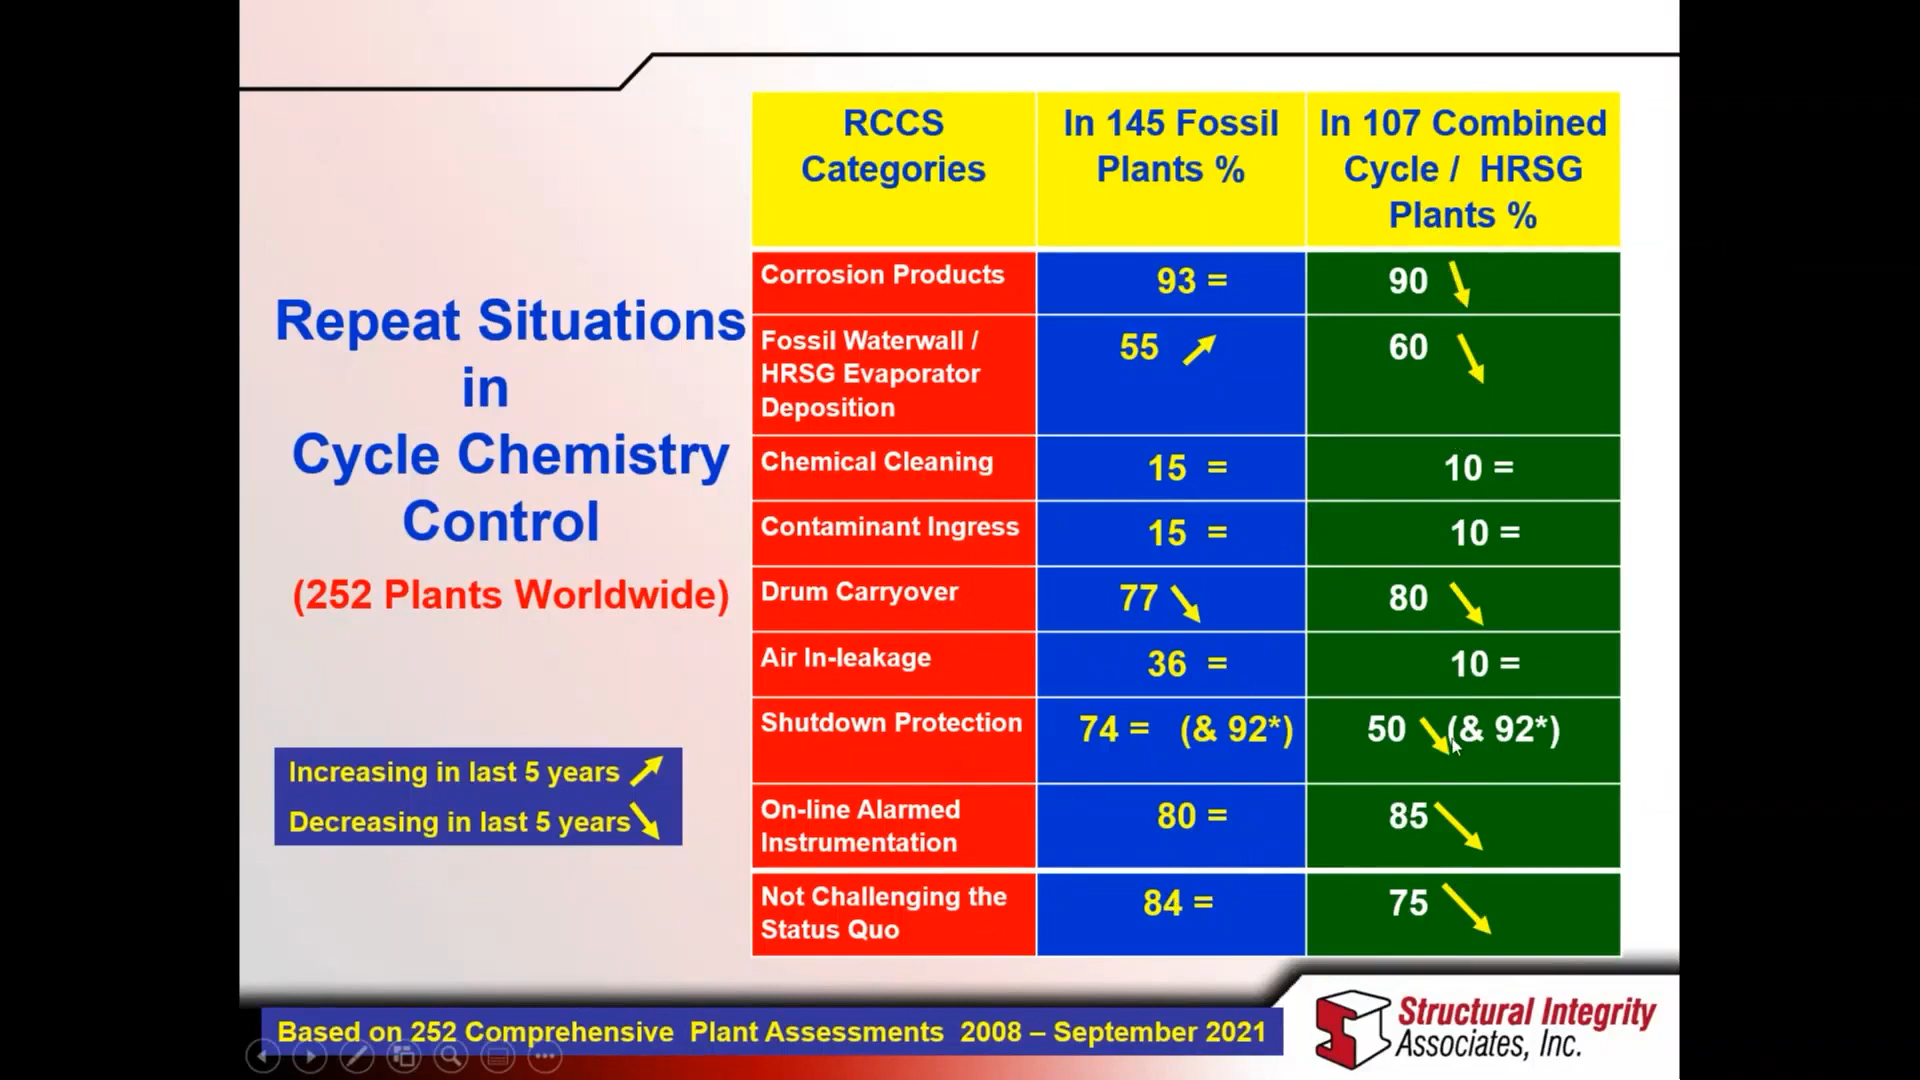 Repeat Situations
in
Cycle Chemistry
Control
(252 Plants Worldwide)
Increasing in last 5 years
Decreasing in last 5 years
RCCS
Categories
In 145 Fossil
Plants %
In 107 Combined
Cycle / HRSG
Plants %
Corrosion Products
93 =
90
Fossil Waterwall /
HRSG Evaporator
Deposition
55
60
Chemical Cleaning
15 =
10 =
Contaminant Ingress
15 =
10 =
Drum Carryover
77
80
Air In-leakage
36 =
10 =
Shutdown Protection
74 = (& 92*)
50 (& 92*)
On-line Alarmed
Instrumentation
80 =
85
Not Challenging the
Status Quo
84 =
75
Based on 252 Comprehensive Plant Assessments 2008 – September 2021
Structural Integrity
Associates, Inc.